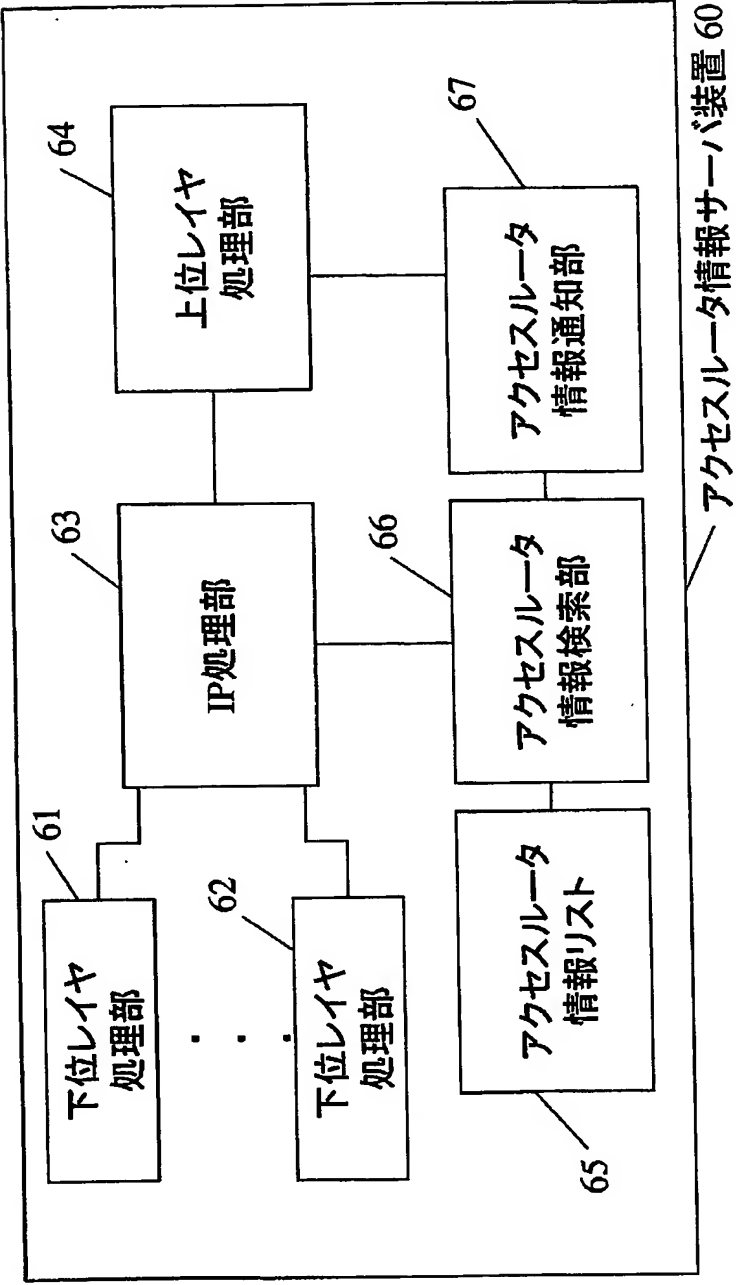 61
下位レイヤ
処理部
62
下位レイヤ
処理部
63
IP処理部
64
上位レイヤ
処理部
65
アクセスルータ
情報リスト
66
アクセスルータ
情報検索部
67
アクセスルータ
情報通知部
アクセスルータ情報サーバ装置 60